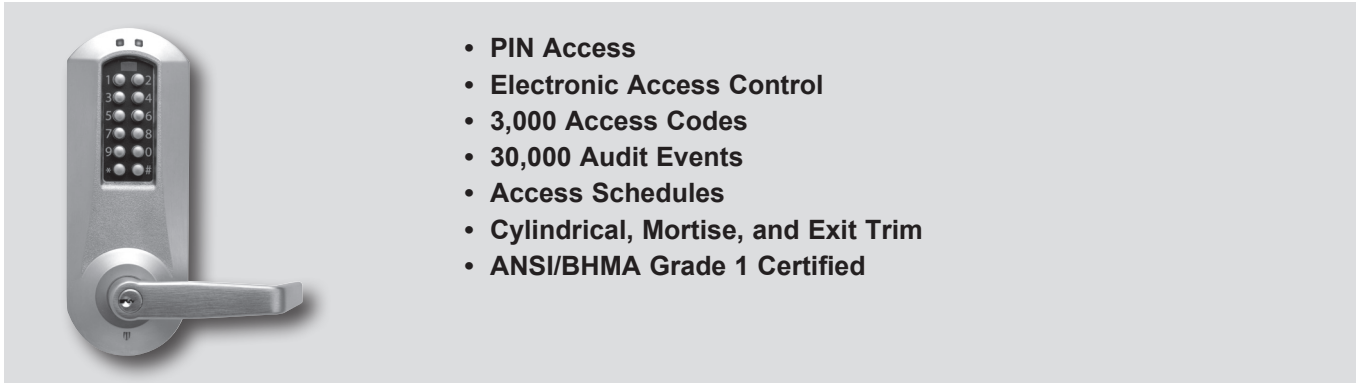 1 2
3 4
5 6
7 8
9 0
* #
• PIN Access
• Electronic Access Control
• 3,000 Access Codes
• 30,000 Audit Events
• Access Schedules
• Cylindrical, Mortise, and Exit Trim
• ANSI/BHMA Grade 1 Certified